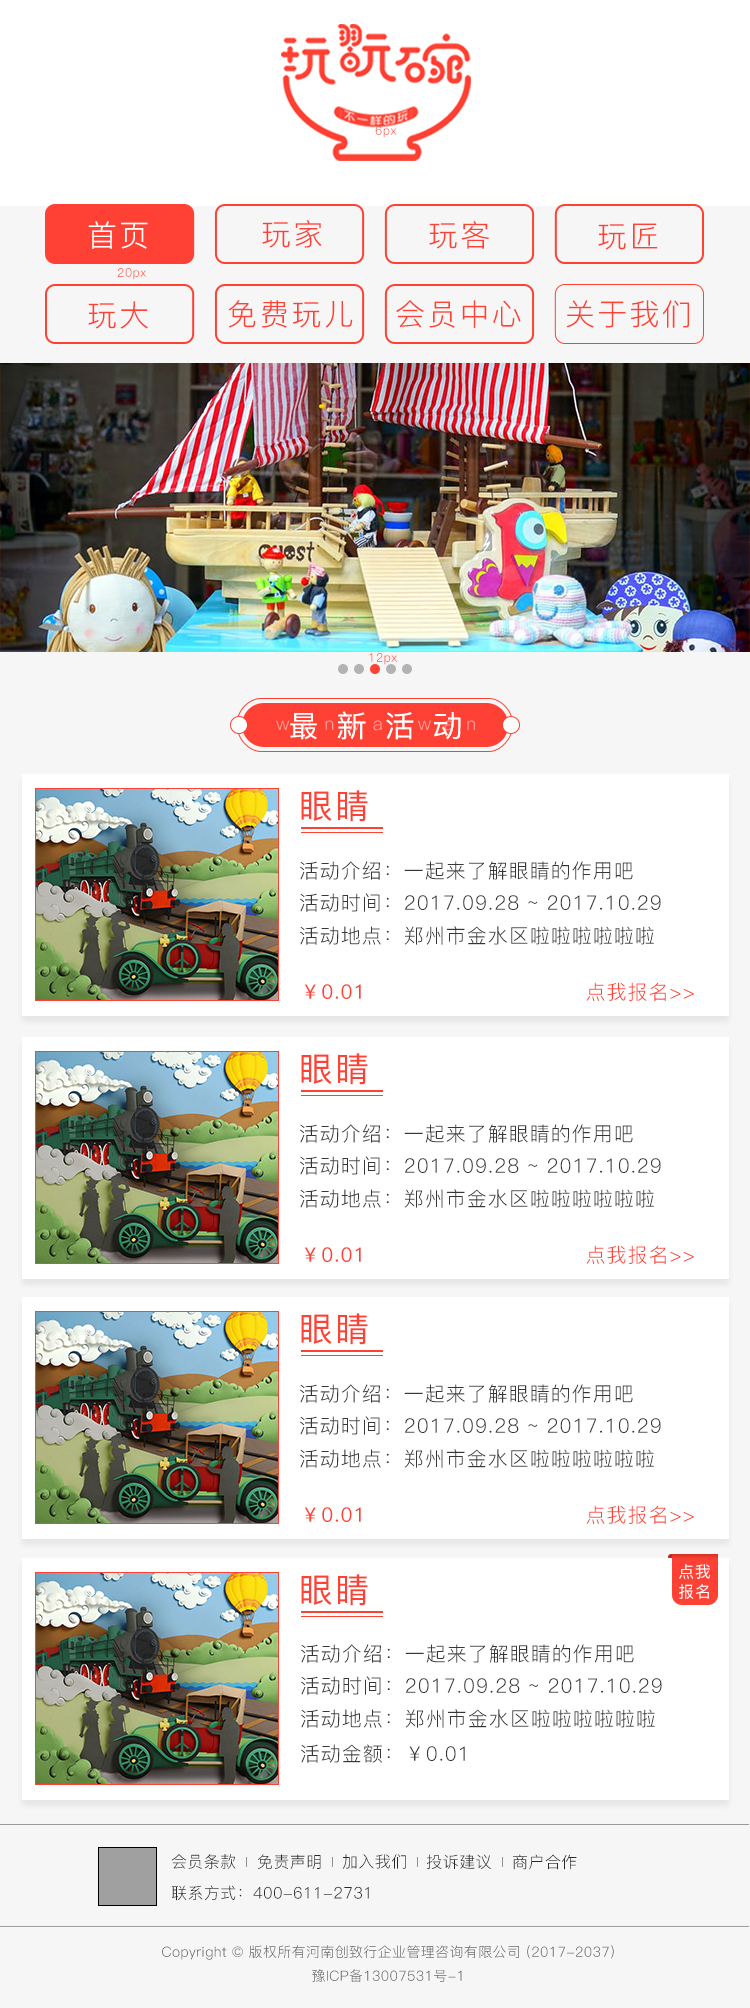 玩玩碗
不一样的玩
6px
首页 玩家 玩客 玩匠
20px
玩大 免费玩儿 会员中心 关于我们
Quest
12px
最新活动
眼睛
活动介绍：一起来了解眼睛的作用吧
活动时间：2017.09.28 ~ 2017.10.29
活动地点：郑州市金水区啦啦啦啦啦啦
￥0.01 点我报名>>
眼睛
活动介绍：一起来了解眼睛的作用吧
活动时间：2017.09.28 ~ 2017.10.29
活动地点：郑州市金水区啦啦啦啦啦啦
￥0.01 点我报名>>
眼睛
活动介绍：一起来了解眼睛的作用吧
活动时间：2017.09.28 ~ 2017.10.29
活动地点：郑州市金水区啦啦啦啦啦啦
￥0.01 点我报名>>
点我
报名
眼睛
活动介绍：一起来了解眼睛的作用吧
活动时间：2017.09.28 ~ 2017.10.29
活动地点：郑州市金水区啦啦啦啦啦啦
活动金额：￥0.01
会员条款 | 免责声明 | 加入我们 | 投诉建议 | 商户合作
联系方式：400-611-2731
Copyright © 版权所有河南创致行企业管理咨询有限公司 (2017-2037)
豫ICP备13007531号-1